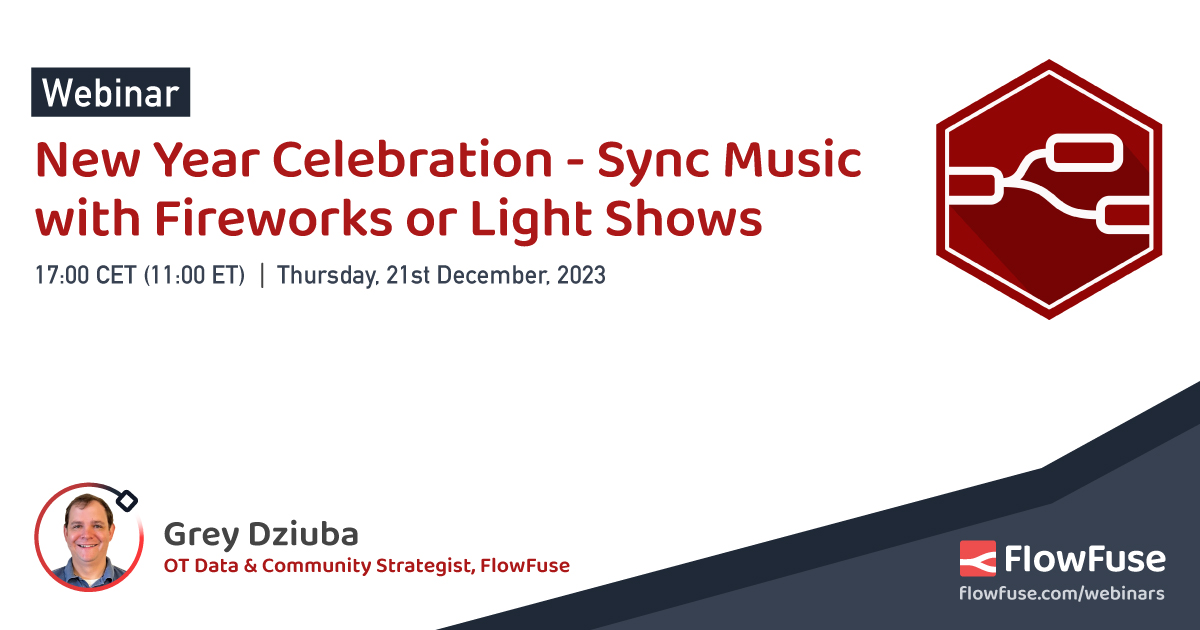 Webinar
New Year Celebration - Sync Music
with Fireworks or Light Shows
17:00 CET (11:00 ET) | Thursday, 21st December, 2023
Grey Dziuba
OT Data & Community Strategist, FlowFuse
FlowFuse
flowfuse.com/webinars